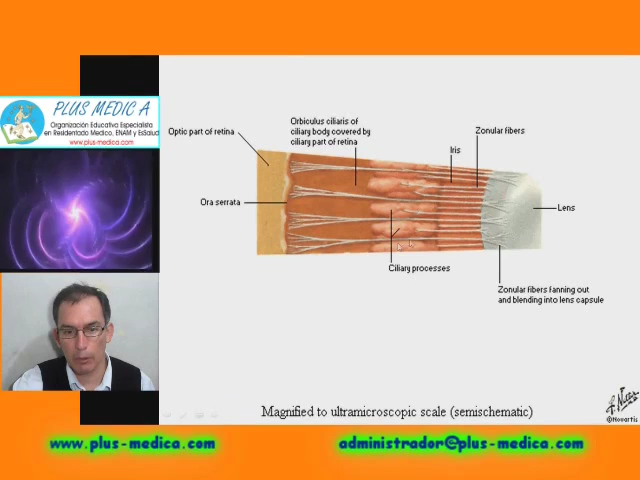 PLUS MEDIC A
Organización Educativa Especialista
en Residentado Medico, ENAM y EsSalud
www.plus-medica.com
Optic part of retina
Orbiculus ciliaris of
ciliary body covered by
ciliary part of retina
Iris
Zonular fibers
Ora serrata
Lens
Ciliary processes
Zonular fibers fanning out
and blending into lens capsule
Magnified to ultramicroscopic scale (semischematic)
©Novartis
www.plus-medica.com
administrador@plus-medica.com